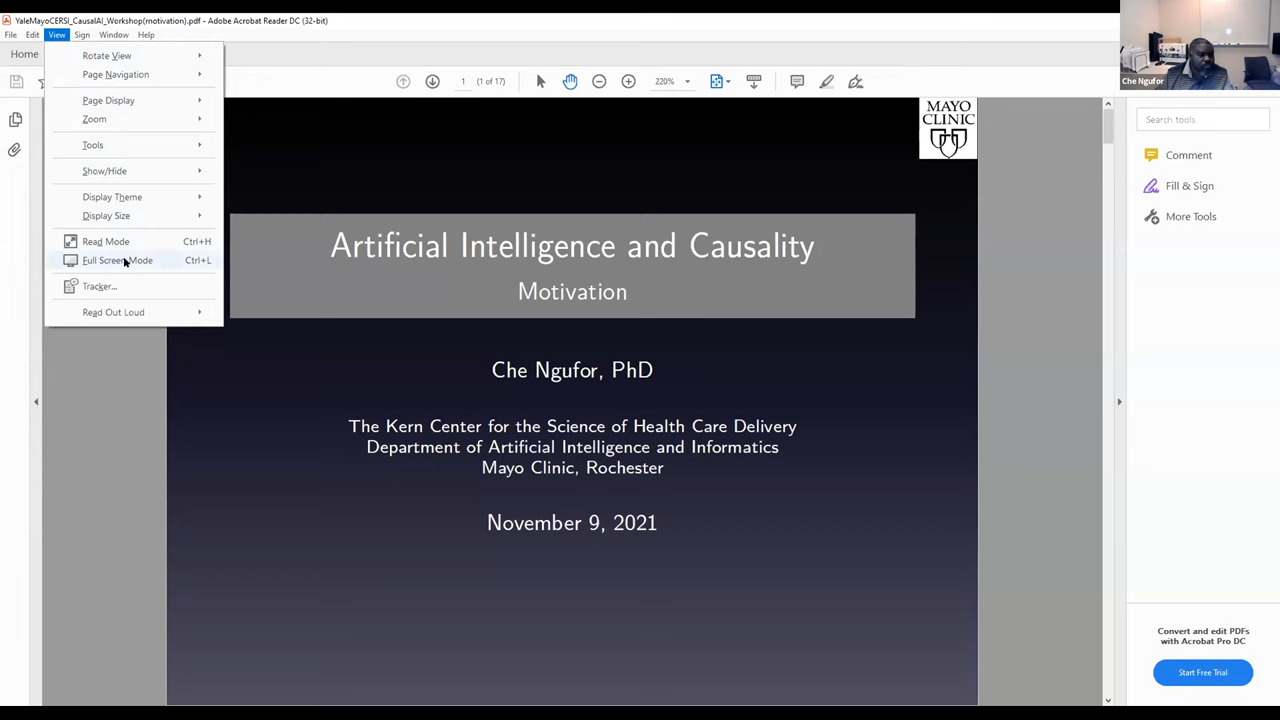 YaleMayoCERSI_CausalAI_Workshop(motivation).pdf - Adobe Acrobat Reader DC (32-bit)
File Edit View Sign Window Help
Home
1 (1 of 17) 220%
Rotate View
Page Navigation
Page Display
Zoom
Tools
Show/Hide
Display Theme
Display Size
Read Mode Ctrl+H
Full Screen Mode Ctrl+L
Tracker...
Read Out Loud
MAYO
CLINIC
Artificial Intelligence and Causality
Motivation
Che Ngufor, PhD
The Kern Center for the Science of Health Care Delivery
Department of Artificial Intelligence and Informatics
Mayo Clinic, Rochester
November 9, 2021
Che Ngufor
Search tools
Comment
Fill & Sign
More Tools
Convert and edit PDFs
with Acrobat Pro DC
Start Free Trial